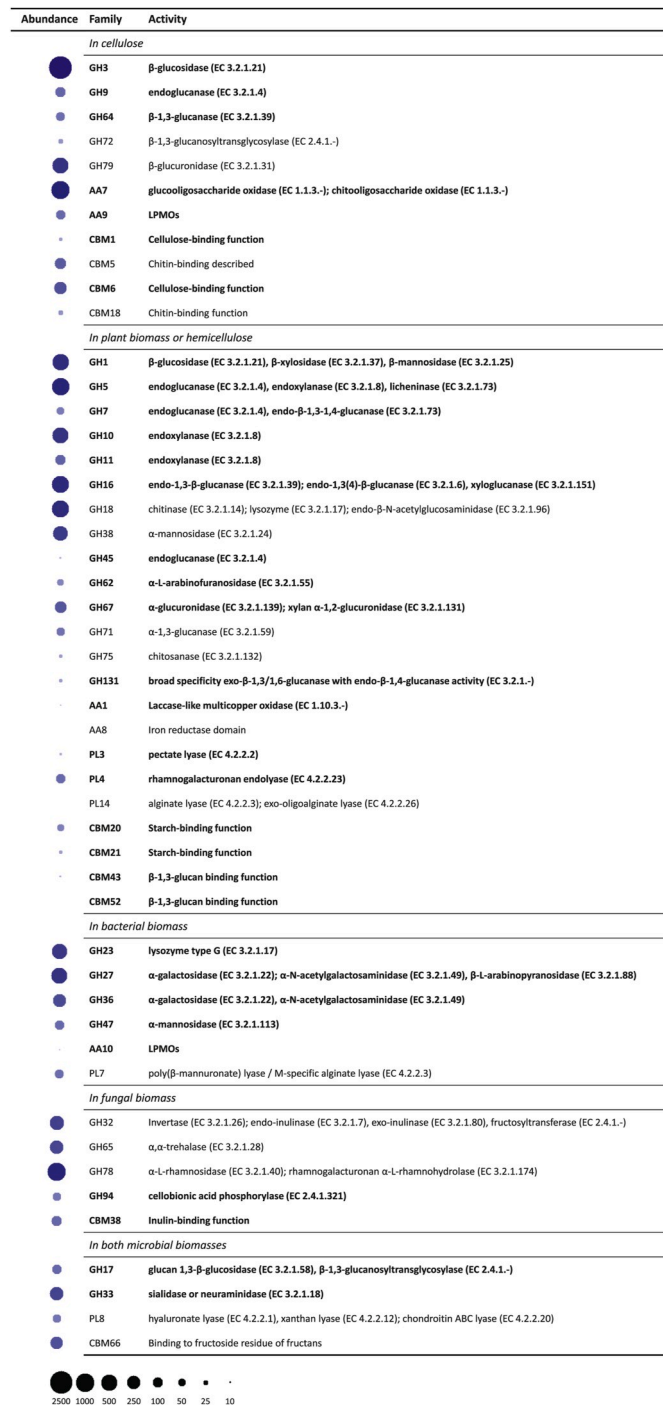 Abundance Family Activity
In cellulose
GH3 β-glucosidase (EC 3.2.1.21)
GH9 endoglucanase (EC 3.2.1.4)
GH64 β-1,3-glucanase (EC 3.2.1.39)
GH72 β-1,3-glucanosyltransglycosylase (EC 2.4.1.-)
GH79 β-glucuronidase (EC 3.2.1.31)
AA7 glucooligosaccharide oxidase (EC 1.1.3.-); chitooligosaccharide oxidase (EC 1.1.3.-)
AA9 LPMOs
CBM1 Cellulose-binding function
CBM5 Chitin-binding described
CBM6 Cellulose-binding function
CBM18 Chitin-binding function
In plant biomass or hemicellulose
GH1 β-glucosidase (EC 3.2.1.21), β-xylosidase (EC 3.2.1.37), β-mannosidase (EC 3.2.1.25)
GH5 endoglucanase (EC 3.2.1.4), endoxylanase (EC 3.2.1.8), licheninase (EC 3.2.1.73)
GH7 endoglucanase (EC 3.2.1.4), endo-β-1,3-1,4-glucanase (EC 3.2.1.73)
GH10 endoxylanase (EC 3.2.1.8)
GH11 endoxylanase (EC 3.2.1.8)
GH16 endo-1,3-β-glucanase (EC 3.2.1.39); endo-1,3(4)-β-glucanase (EC 3.2.1.6), xyloglucanase (EC 3.2.1.151)
GH18 chitinase (EC 3.2.1.14); lysozyme (EC 3.2.1.17); endo-β-N-acetylglucosaminidase (EC 3.2.1.96)
GH38 α-mannosidase (EC 3.2.1.24)
GH45 endoglucanase (EC 3.2.1.4)
GH62 α-L-arabinofuranosidase (EC 3.2.1.55)
GH67 α-glucuronidase (EC 3.2.1.139); xylan α-1,2-glucuronidase (EC 3.2.1.131)
GH71 α-1,3-glucanase (EC 3.2.1.59)
GH75 chitosanase (EC 3.2.1.132)
GH131 broad specificity exo-β-1,3/1,6-glucanase with endo-β-1,4-glucanase activity (EC 3.2.1.-)
AA1 Laccase-like multicopper oxidase (EC 1.10.3.-)
AA8 Iron reductase domain
PL3 pectate lyase (EC 4.2.2.2)
PL4 rhamnogalacturonan endolyase (EC 4.2.2.23)
PL14 alginate lyase (EC 4.2.2.3); exo-oligoalginate lyase (EC 4.2.2.26)
CBM20 Starch-binding function
CBM21 Starch-binding function
CBM43 β-1,3-glucan binding function
CBM52 β-1,3-glucan binding function
In bacterial biomass
GH23 lysozyme type G (EC 3.2.1.17)
GH27 α-galactosidase (EC 3.2.1.22); α-N-acetylgalactosaminidase (EC 3.2.1.49), β-L-arabinopyranosidase (EC 3.2.1.88)
GH36 α-galactosidase (EC 3.2.1.22), α-N-acetylgalactosaminidase (EC 3.2.1.49)
GH47 α-mannosidase (EC 3.2.1.113)
AA10 LPMOs
PL7 poly(β-mannuronate) lyase / M-specific alginate lyase (EC 4.2.2.3)
In fungal biomass
GH32 Invertase (EC 3.2.1.26); endo-inulinase (EC 3.2.1.7), exo-inulinase (EC 3.2.1.80), fructosyltransferase (EC 2.4.1.-)
GH65 α,α-trehalase (EC 3.2.1.28)
GH78 α-L-rhamnosidase (EC 3.2.1.40); rhamnogalacturonan α-L-rhamnohydrolase (EC 3.2.1.174)
GH94 cellobionic acid phosphorylase (EC 2.4.1.321)
CBM38 Inulin-binding function
In both microbial biomasses
GH17 glucan 1,3-β-glucosidase (EC 3.2.1.58), β-1,3-glucanosyltransglycosylase (EC 2.4.1.-)
GH33 sialidase or neuraminidase (EC 3.2.1.18)
PL8 hyaluronate lyase (EC 4.2.2.1), xanthan lyase (EC 4.2.2.12); chondroitin ABC lyase (EC 4.2.2.20)
CBM66 Binding to fructoside residue of fructans
2500 1000 500 250 100 50 25 10